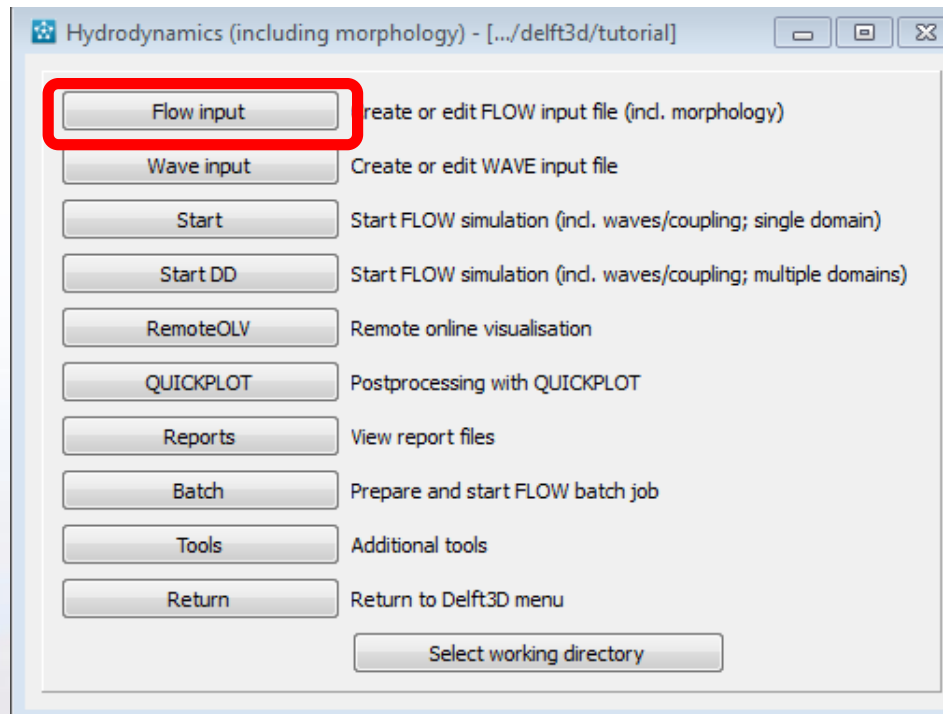 Hydrodynamics (including morphology) - [.../delft3d/tutorial]
Flow input reate or edit FLOW input file (incl. morphology)
Wave input Create or edit WAVE input file
Start Start FLOW simulation (incl. waves/coupling; single domain)
Start DD Start FLOW simulation (incl. waves/coupling; multiple domains)
RemoteOLV Remote online visualisation
QUICKPLOT Postprocessing with QUICKPLOT
Reports View report files
Batch Prepare and start FLOW batch job
Tools Additional tools
Return Return to Delft3D menu
Select working directory